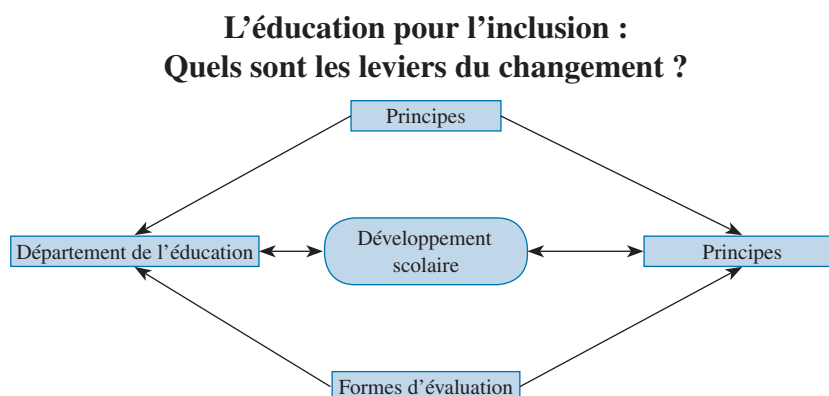 L’éducation pour l’inclusion :
Quels sont les leviers du changement ?
Principes
Département de l’éducation
Développement
scolaire
Principes
Formes d’évaluation